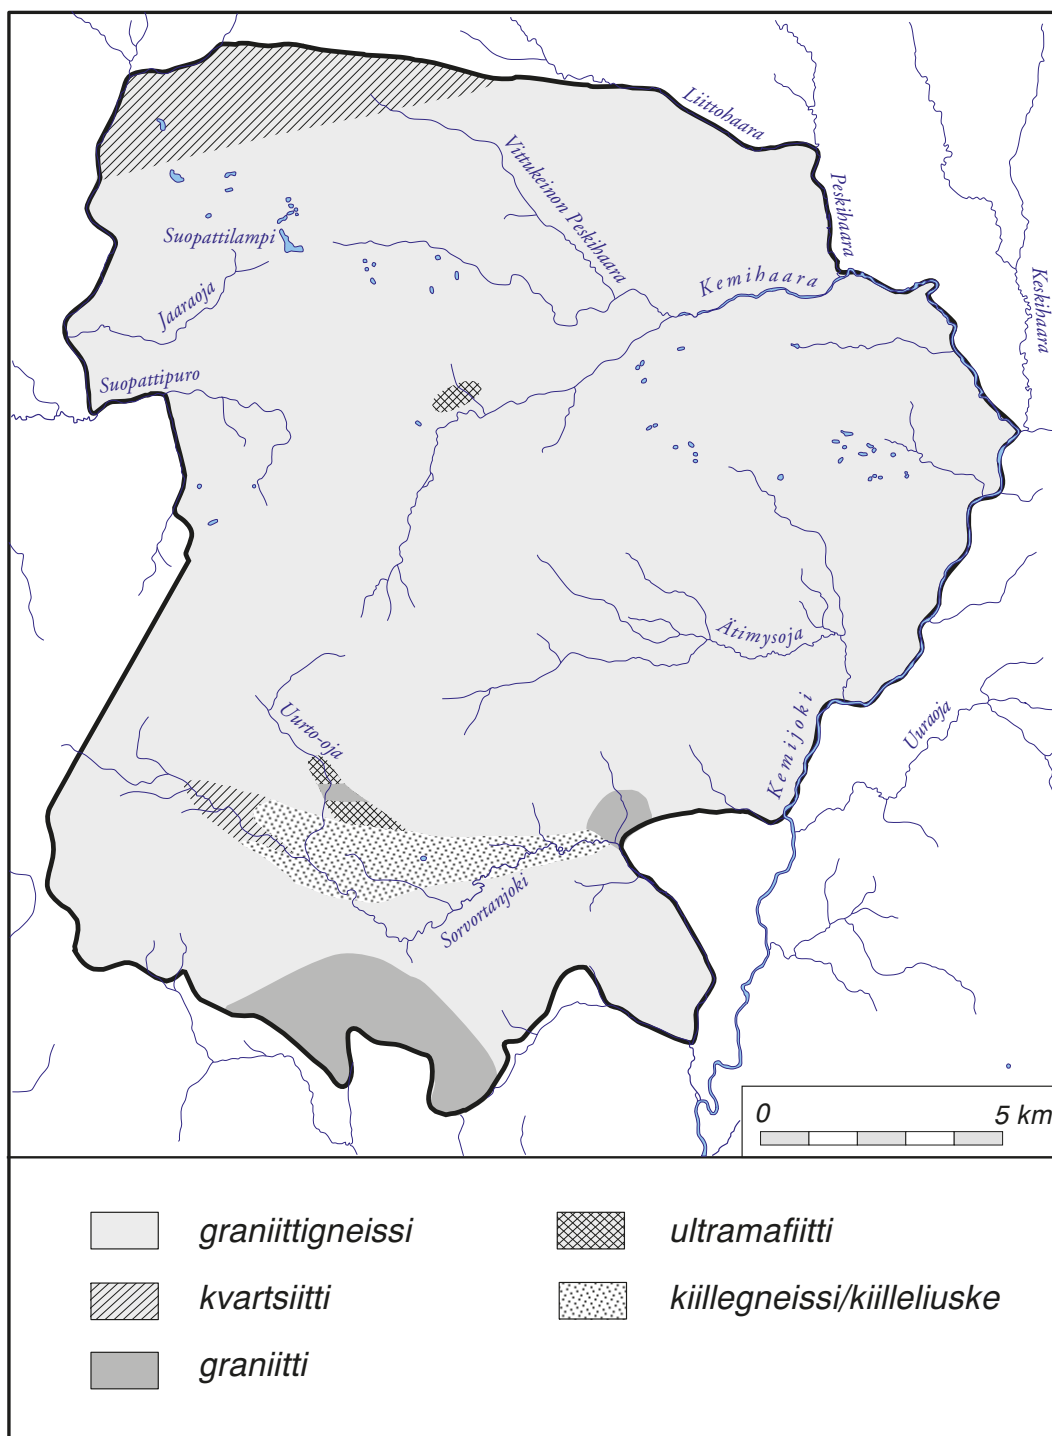 Liittohaara
Vittukeinon Peskihaara
Peskihaara
Suopattilampi
Kemihaara
Keskihaara
Jaaraoja
Suopattipuro
Ätimysoja
Uurto-oja
Kemijoki
Uuraoja
Sorvortanjoki
0 5 km
graniittigneissi
ultramafiitti
kvartsiitti
kiillegneissi/kiilleliuske
graniitti